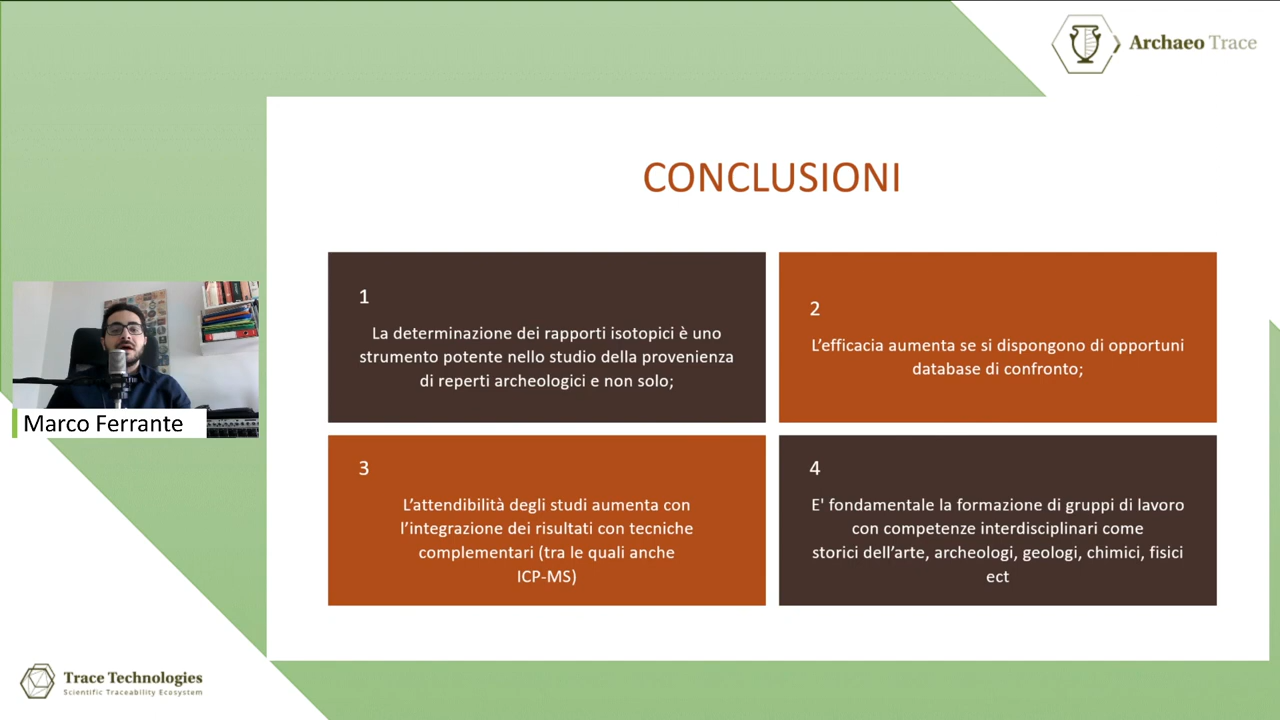 Archaeo Trace
CONCLUSIONI
1
La determinazione dei rapporti isotopici è uno
strumento potente nello studio della provenienza
di reperti archeologici e non solo;
2
L'efficacia aumenta se si dispongono di opportuni
database di confronto;
3
L'attendibilità degli studi aumenta con
l'integrazione dei risultati con tecniche
complementari (tra le quali anche
ICP-MS)
4
E' fondamentale la formazione di gruppi di lavoro
con competenze interdisciplinari come
storici dell'arte, archeologi, geologi, chimici, fisici
ect
Marco Ferrante
Trace Technologies
Scientific Traceability Ecosystem